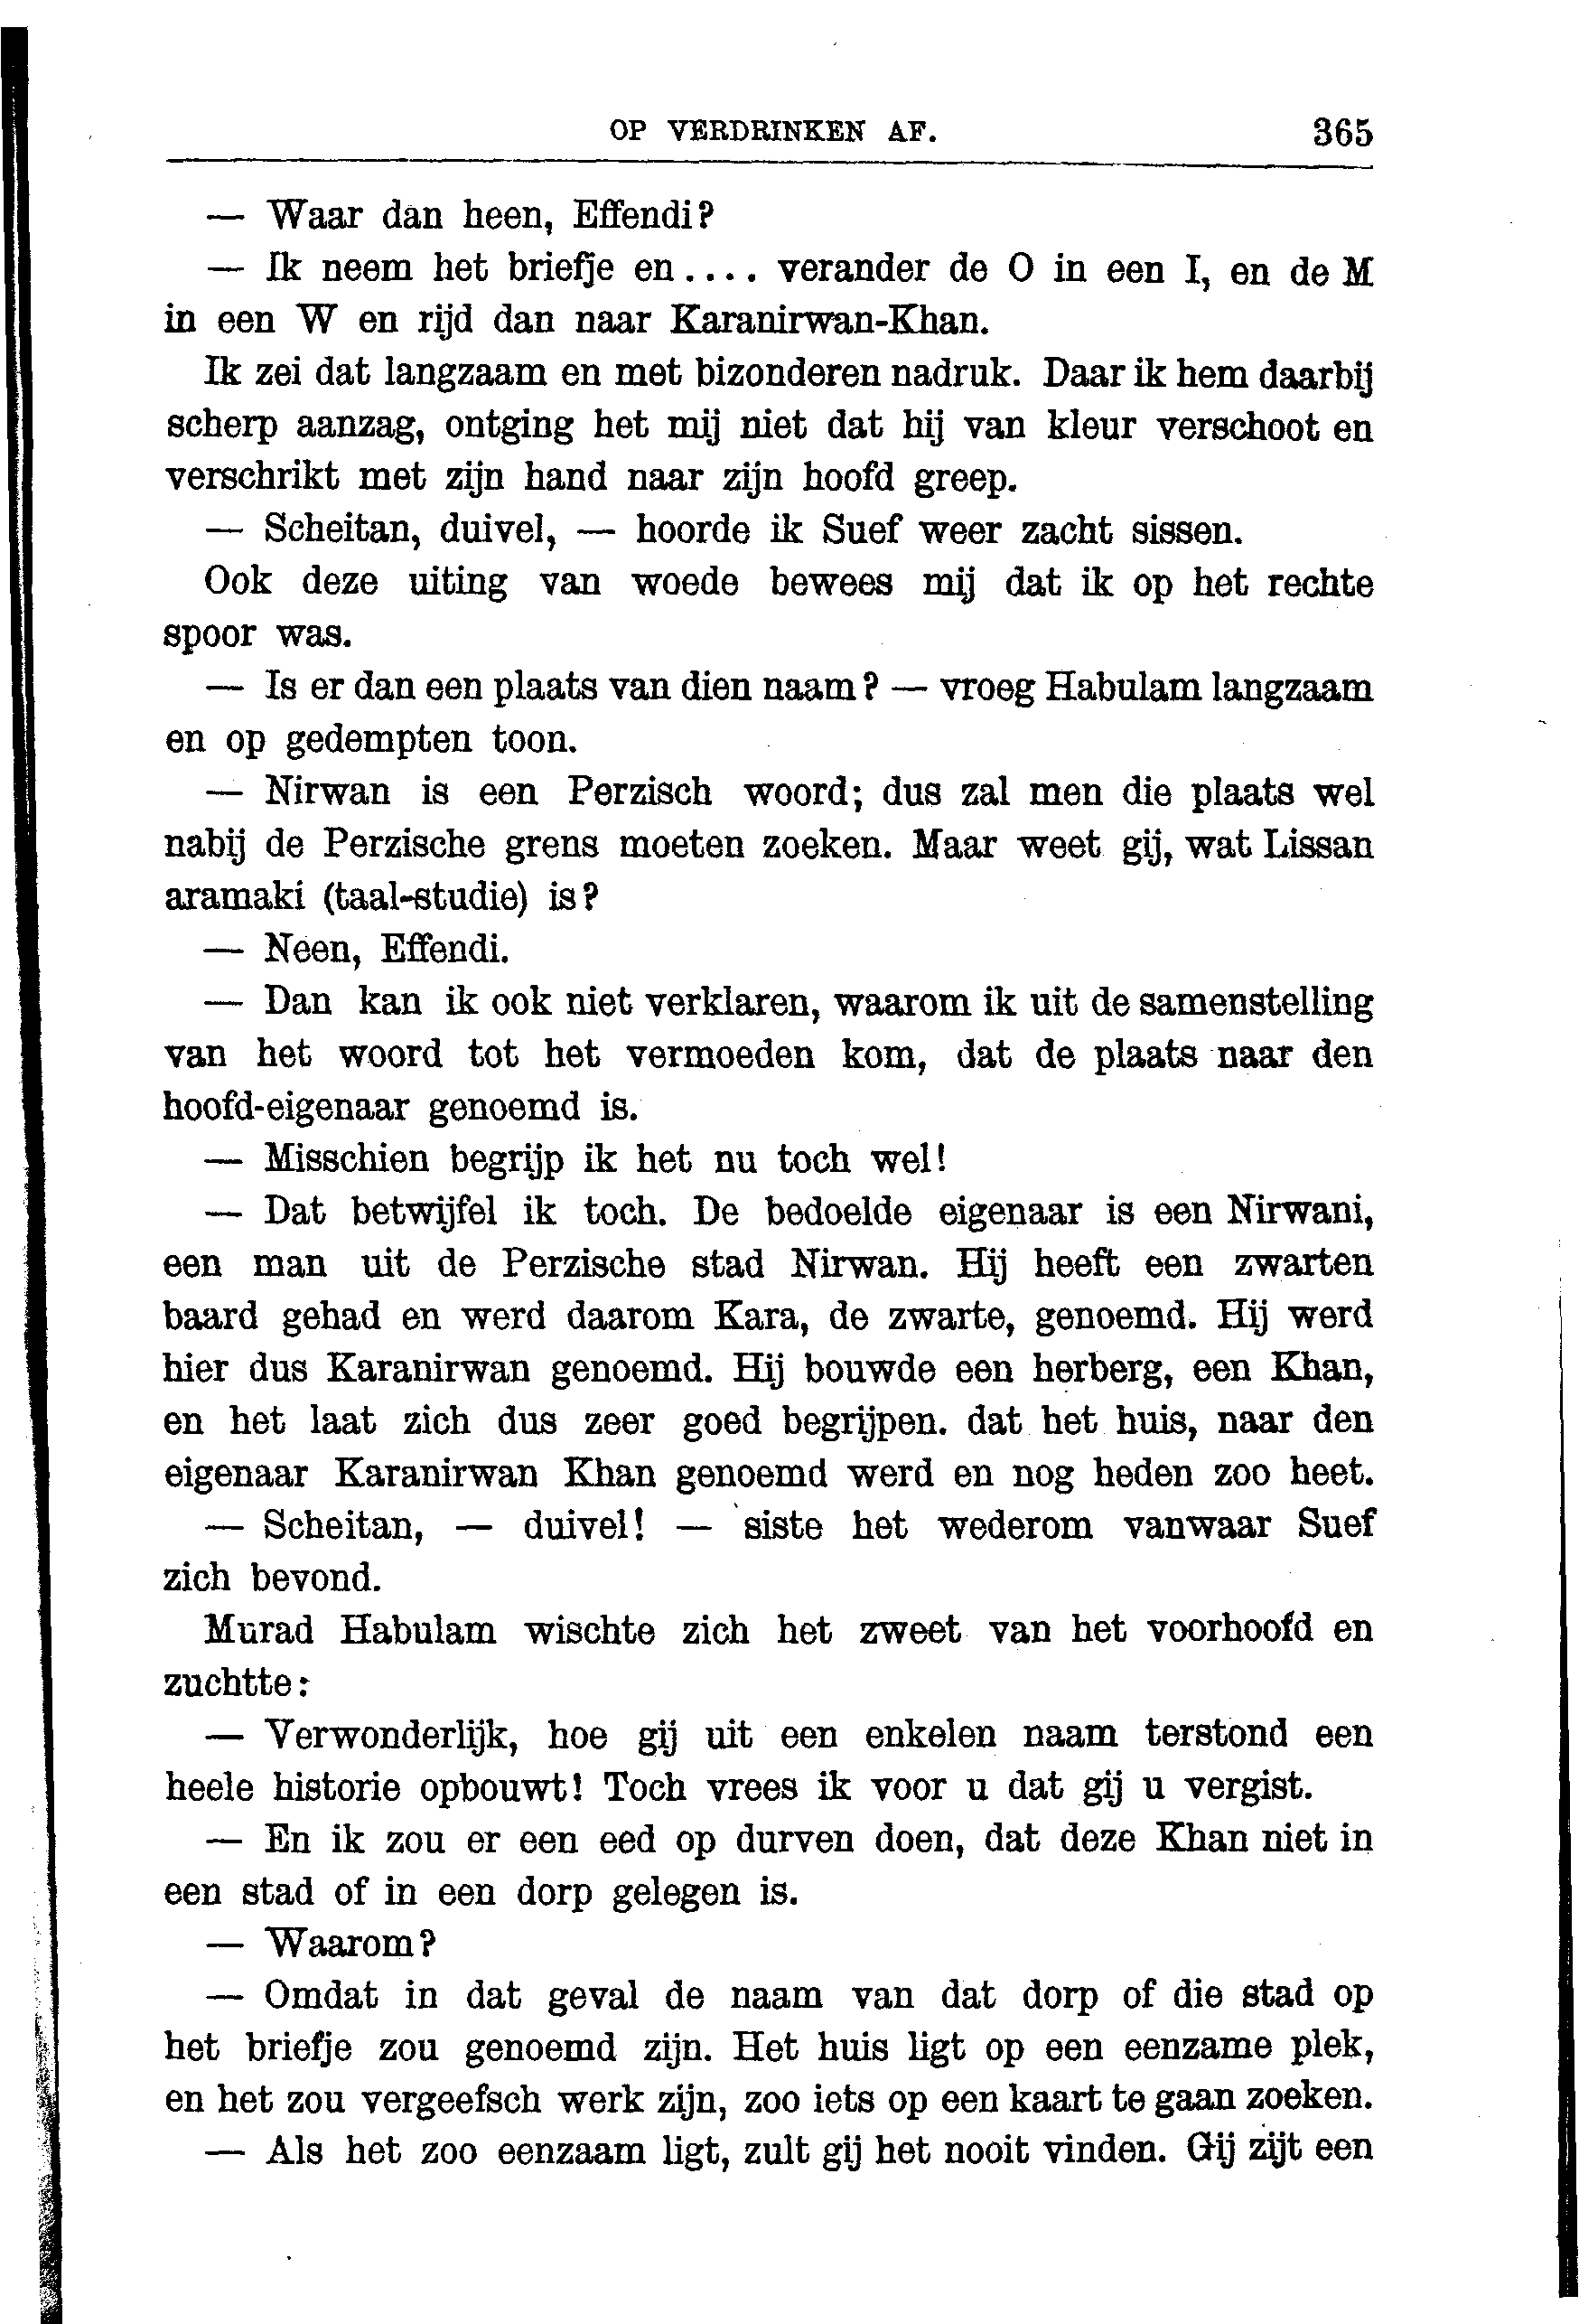 OP VERDRINKEN AF. 365
— Waar dan heen, Effendi?
— Ik neem het briefje en.... verander de O in een I, en de M
in een W en rijd dan naar Karanirwan-Khan.
Ik zei dat langzaam en met bizonderen nadruk. Daar ik hem daarbij
scherp aanzag, ontging het mij niet dat hij van kleur verschoot en
verschrikt met zijn hand naar zijn hoofd greep.
— Scheitan, duivel, — hoorde ik Suef weer zacht sissen.
Ook deze uiting van woede bewees mij dat ik op het rechte
spoor was.
— Is er dan een plaats van dien naam? — vroeg Habulam langzaam
en op gedempten toon.
— Nirwan is een Perzisch woord; dus zal men die plaats wel
nabij de Perzische grens moeten zoeken. Maar weet gij, wat Lissan
aramaki (taal-studie) is?
— Neen, Effendi.
— Dan kan ik ook niet verklaren, waarom ik uit de samenstelling
van het woord tot het vermoeden kom, dat de plaats naar den
hoofd-eigenaar genoemd is.
— Misschien begrijp ik het nu toch wel!
— Dat betwijfel ik toch. De bedoelde eigenaar is een Nirwani,
een man uit de Perzische stad Nirwan. Hij heeft een zwarten
baard gehad en werd daarom Kara, de zwarte, genoemd. Hij werd
hier dus Karanirwan genoemd. Hij bouwde een herberg, een Khan,
en het laat zich dus zeer goed begrijpen. dat het huis, naar den
eigenaar Karanirwan Khan genoemd werd en nog heden zoo heet.
— Scheitan, — duivel! — siste het wederom vanwaar Suef
zich bevond.
Murad Habulam wischte zich het zweet van het voorhoofd en
zuchtte:
— Verwonderlijk, hoe gij uit een enkelen naam terstond een
heele historie opbouwt! Toch vrees ik voor u dat gij u vergist.
— En ik zou er een eed op durven doen, dat deze Khan niet in
een stad of in een dorp gelegen is.
— Waarom?
— Omdat in dat geval de naam van dat dorp of die stad op
het briefje zou genoemd zijn. Het huis ligt op een eenzame plek,
en het zou vergeefsch werk zijn, zoo iets op een kaart te gaan zoeken.
— Als het zoo eenzaam ligt, zult gij het nooit vinden. Gij zijt een